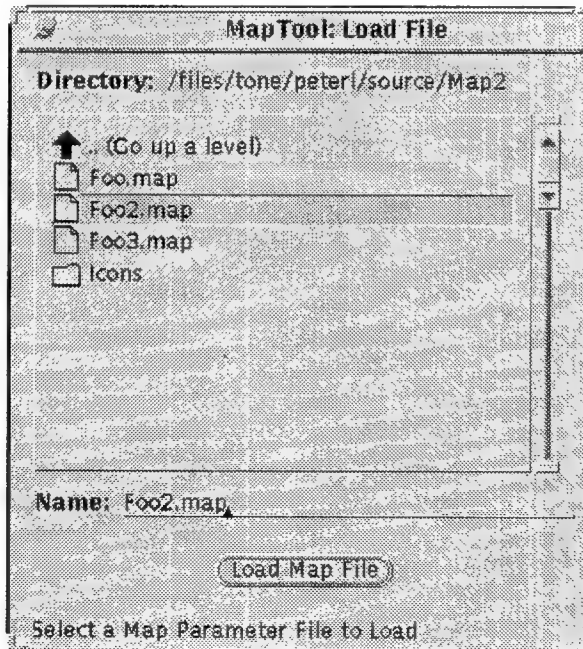 MapTool: Load File
Directory: /files/tone/peterl/source/Map2
.. (Go up a level)
Foo.map
Foo2.map
Foo3.map
Icons
Name: Foo2.map
Load Map File
Select a Map Parameter File to Load